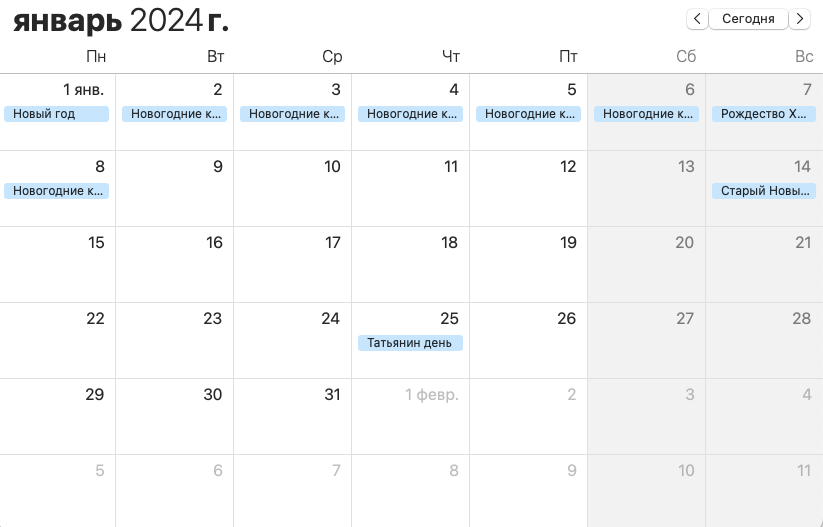 январь 2024 г.
Сегодня
Пн Вт Ср Чт Пт Сб Вс
1 янв. 2 3 4 5 6 7
Новый год Новогодние к... Новогодние к... Новогодние к... Новогодние к... Новогодние к... Рождество Х...
8 9 10 11 12 13 14
Новогодние к... Старый Новы...
15 16 17 18 19 20 21
22 23 24 25 26 27 28
Татьянин день
29 30 31 1 февр. 2 3 4
5 6 7 8 9 10 11